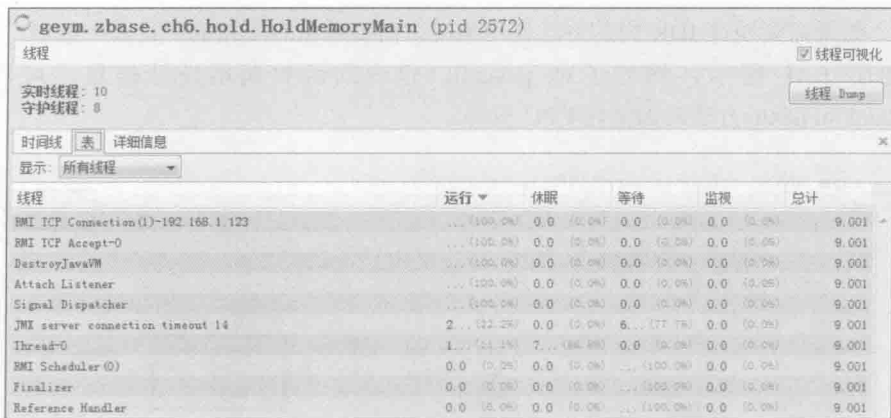 geym.zbase.ch6.hold.HoldMemoryMain (pid 2572)
线程 线程可视化
实时线程: 10
守护线程: 8
线程 Dump
时间线 表 详细信息
显示: 所有线程
线程 运行 休眠 等待 监视 总计
RMI TCP Connection(1)-192.168.1.123 ... (100.0%) 0.0 (0.0%) 0.0 (0.0%) 0.0 (0.0%) 9.001
RMI TCP Accept-0 ... (100.0%) 0.0 (0.0%) 0.0 (0.0%) 0.0 (0.0%) 9.001
DestroyJavaVM ... (100.0%) 0.0 (0.0%) 0.0 (0.0%) 0.0 (0.0%) 9.001
Attach Listener ... (100.0%) 0.0 (0.0%) 0.0 (0.0%) 0.0 (0.0%) 9.001
Signal Dispatcher ... (100.0%) 0.0 (0.0%) 0.0 (0.0%) 0.0 (0.0%) 9.001
JMX server connection timeout 14 2... (22.2%) 0.0 (0.0%) 6... (77.7%) 0.0 (0.0%) 9.001
Thread-0 1... (11.1%) 7... (88.8%) 0.0 (0.0%) 0.0 (0.0%) 9.001
RMI Scheduler(0) 0.0 (0.0%) 0.0 (0.0%) ... (100.0%) 0.0 (0.0%) 9.001
Finalizer 0.0 (0.0%) 0.0 (0.0%) ... (100.0%) 0.0 (0.0%) 9.001
Reference Handler 0.0 (0.0%) 0.0 (0.0%) ... (100.0%) 0.0 (0.0%) 9.001